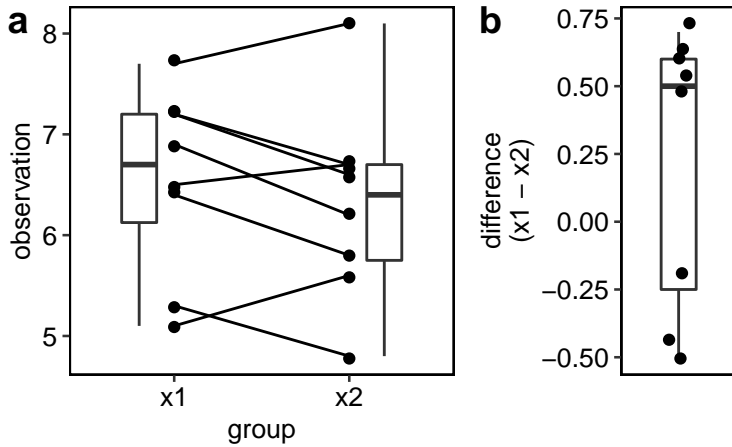 a
8
7
6
5
observation
x1
x2
group
b
0.75
0.50
0.25
0.00
−0.25
−0.50
difference
(x1 − x2)